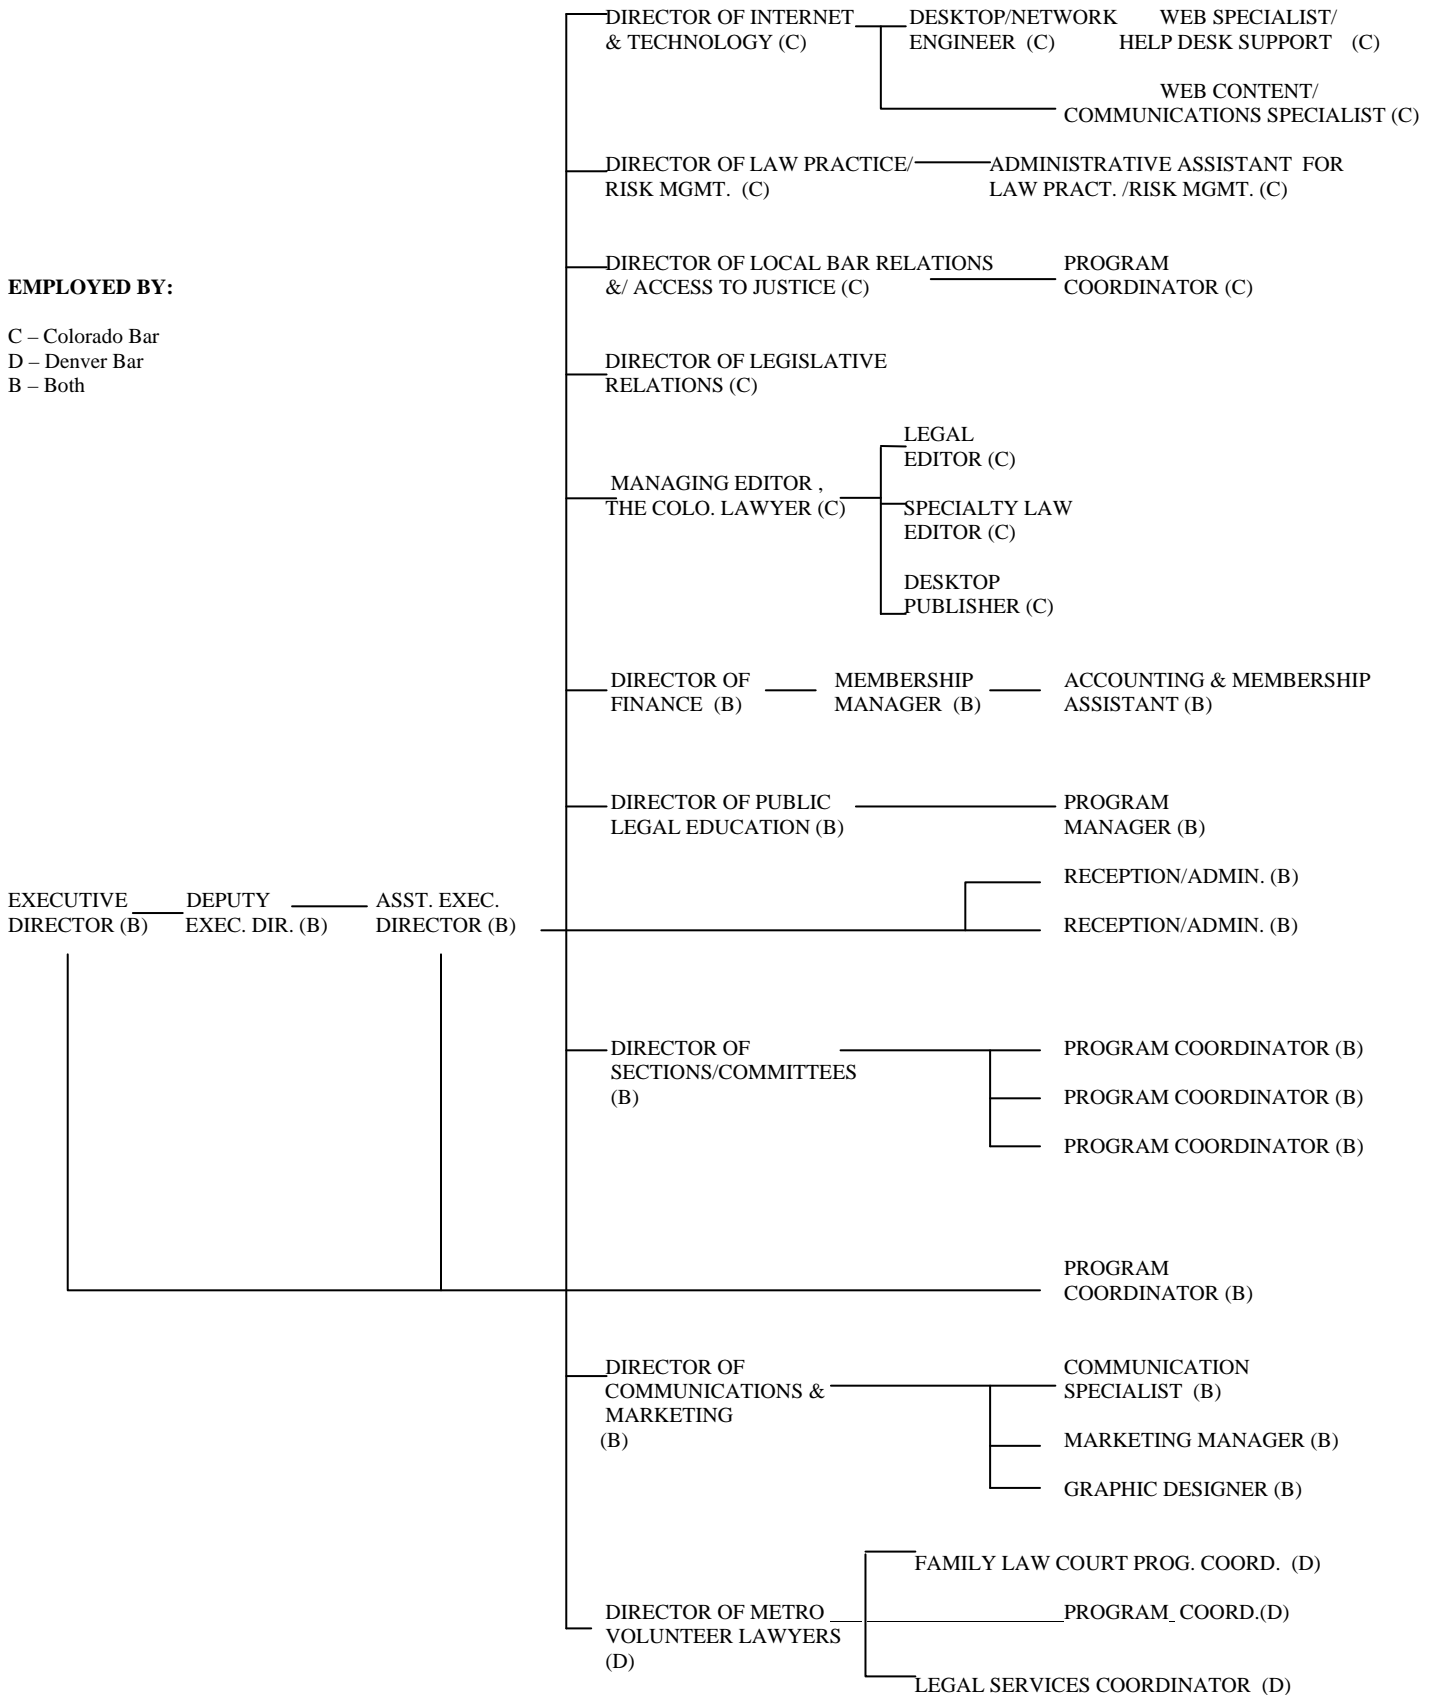 DIRECTOR OF INTERNET
& TECHNOLOGY (C)
DESKTOP/NETWORK
ENGINEER (C)
WEB SPECIALIST/
HELP DESK SUPPORT (C)
WEB CONTENT/
COMMUNICATIONS SPECIALIST (C)
DIRECTOR OF LAW PRACTICE/
RISK MGMT. (C)
ADMINISTRATIVE ASSISTANT FOR
LAW PRACT. /RISK MGMT. (C)
DIRECTOR OF LOCAL BAR RELATIONS
&/ ACCESS TO JUSTICE (C)
PROGRAM
COORDINATOR (C)
EMPLOYED BY:
C – Colorado Bar
D – Denver Bar
B – Both
DIRECTOR OF LEGISLATIVE
RELATIONS (C)
MANAGING EDITOR ,
THE COLO. LAWYER (C)
LEGAL
EDITOR (C)
SPECIALTY LAW
EDITOR (C)
DESKTOP
PUBLISHER (C)
DIRECTOR OF
FINANCE (B)
MEMBERSHIP
MANAGER (B)
ACCOUNTING & MEMBERSHIP
ASSISTANT (B)
DIRECTOR OF PUBLIC
LEGAL EDUCATION (B)
PROGRAM
MANAGER (B)
EXECUTIVE
DIRECTOR (B)
DEPUTY
EXEC. DIR. (B)
ASST. EXEC.
DIRECTOR (B)
RECEPTION/ADMIN. (B)
RECEPTION/ADMIN. (B)
DIRECTOR OF
SECTIONS/COMMITTEES
(B)
PROGRAM COORDINATOR (B)
PROGRAM COORDINATOR (B)
PROGRAM COORDINATOR (B)
PROGRAM
COORDINATOR (B)
DIRECTOR OF
COMMUNICATIONS &
MARKETING
(B)
COMMUNICATION
SPECIALIST (B)
MARKETING MANAGER (B)
GRAPHIC DESIGNER (B)
DIRECTOR OF METRO
VOLUNTEER LAWYERS
(D)
FAMILY LAW COURT PROG. COORD. (D)
PROGRAM COORD.(D)
LEGAL SERVICES COORDINATOR (D)